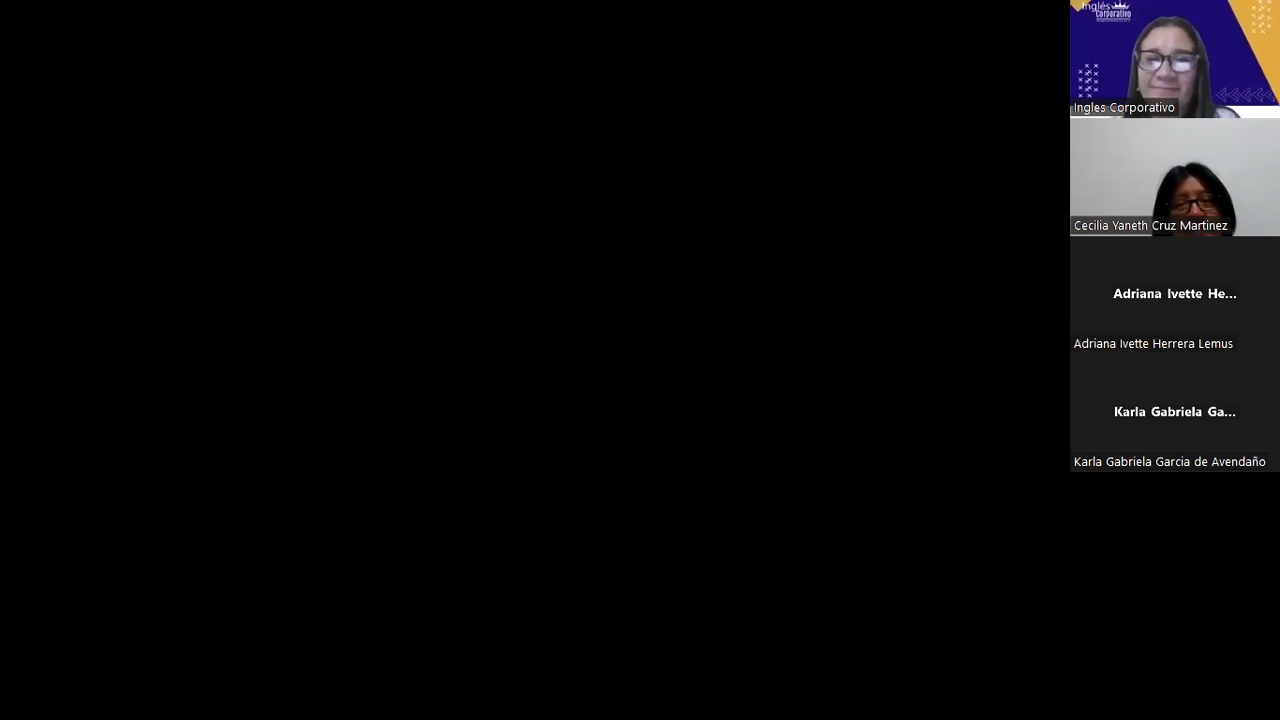 Inglés
Corporativo
Ingles Corporativo
Cecilia Yaneth Cruz Martinez
Adriana Ivette He...
Adriana Ivette Herrera Lemus
Karla Gabriela Ga...
Karla Gabriela Garcia de Avendaño